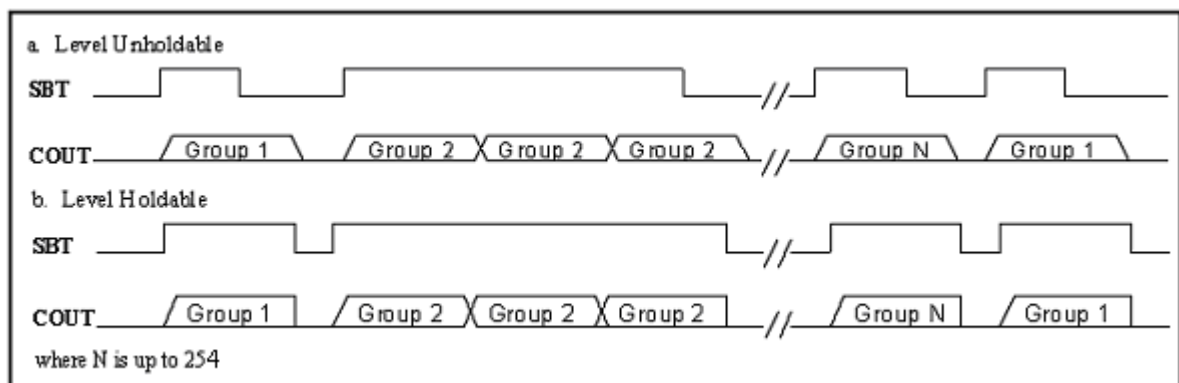 a. Level Unholdable
SBT
COUT Group 1 Group 2 Group 2 Group 2 // Group N Group 1
b. Level Holdable
SBT
COUT Group 1 Group 2 Group 2 Group 2 // Group N Group 1
where N is up to 254